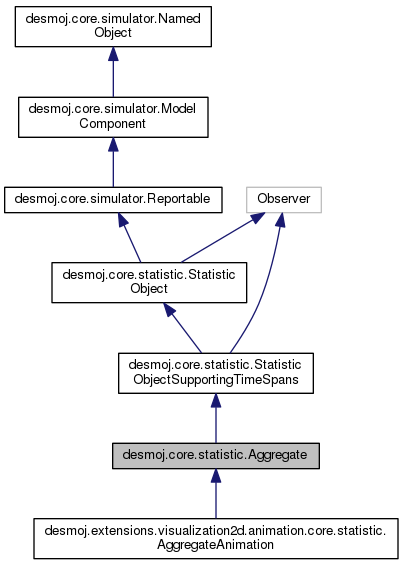 desmoj.core.simulator.Named
Object
desmoj.core.simulator.Model
Component
desmoj.core.simulator.Reportable
Observer
desmoj.core.statistic.Statistic
Object
desmoj.core.statistic.Statistic
ObjectSupportingTimeSpans
desmoj.core.statistic.Aggregate
desmoj.extensions.visualization2d.animation.core.statistic.
AggregateAnimation